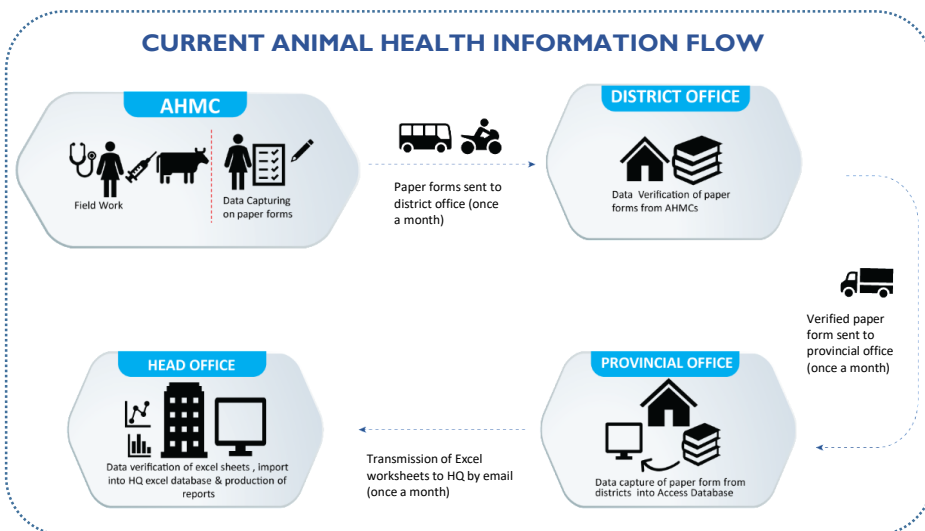 CURRENT ANIMAL HEALTH INFORMATION FLOW
AHMC
Field Work
Data Capturing
on paper forms
Paper forms sent to
district office (once
a month)
DISTRICT OFFICE
Data Verification of paper
forms from AHMCs
Verified paper
form sent to
provincial office
(once a month)
PROVINCIAL OFFICE
Data capture of paper form from
districts into Access Database
Transmission of Excel
worksheets to HQ by email
(once a month)
HEAD OFFICE
Data verification of excel sheets , import
into HQ excel database & production of
reports